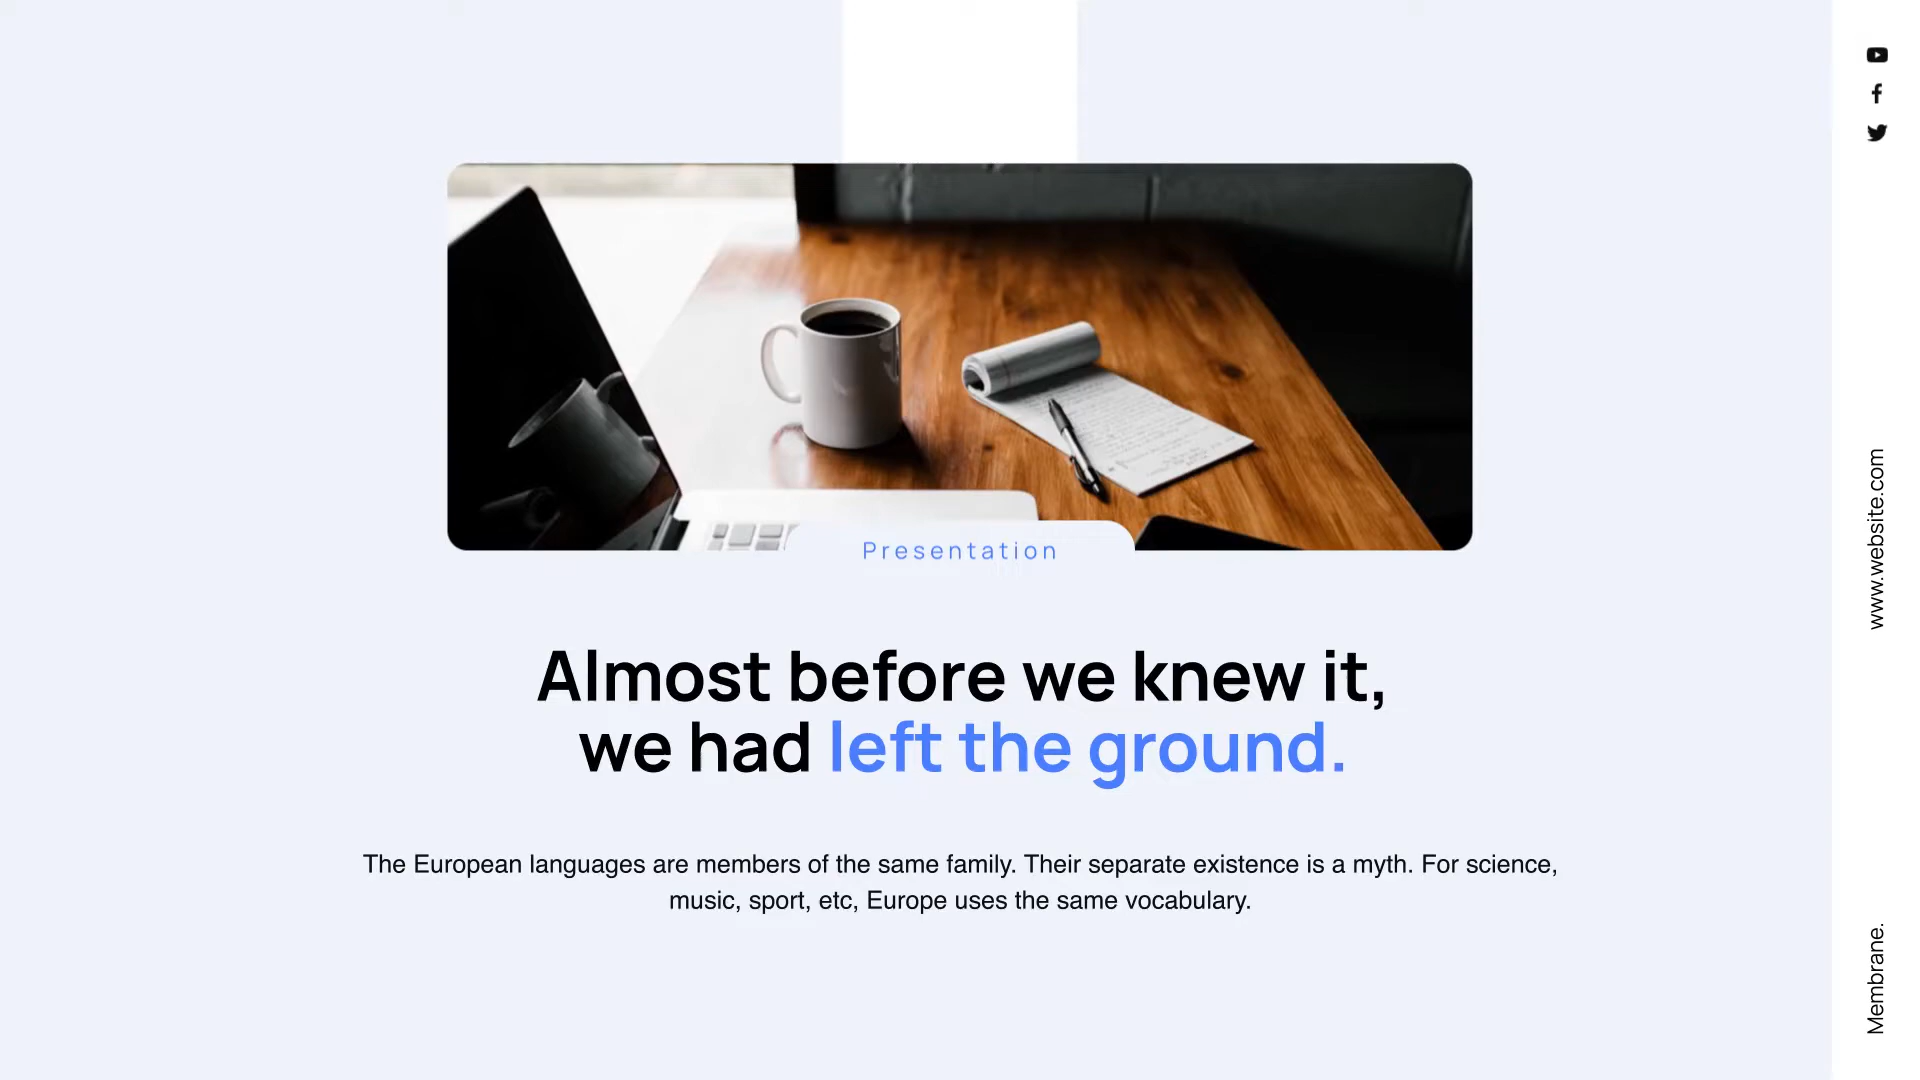 Presentation
Almost before we knew it,
we had left the ground.
The European languages are members of the same family. Their separate existence is a myth. For science,
music, sport, etc, Europe uses the same vocabulary.
www.website.com
Membrane.